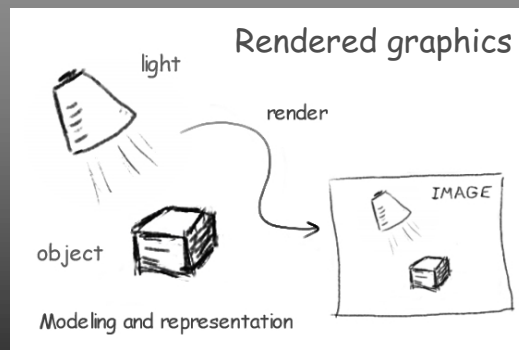 Rendered graphics
light
render
IMAGE
object
Modeling and representation